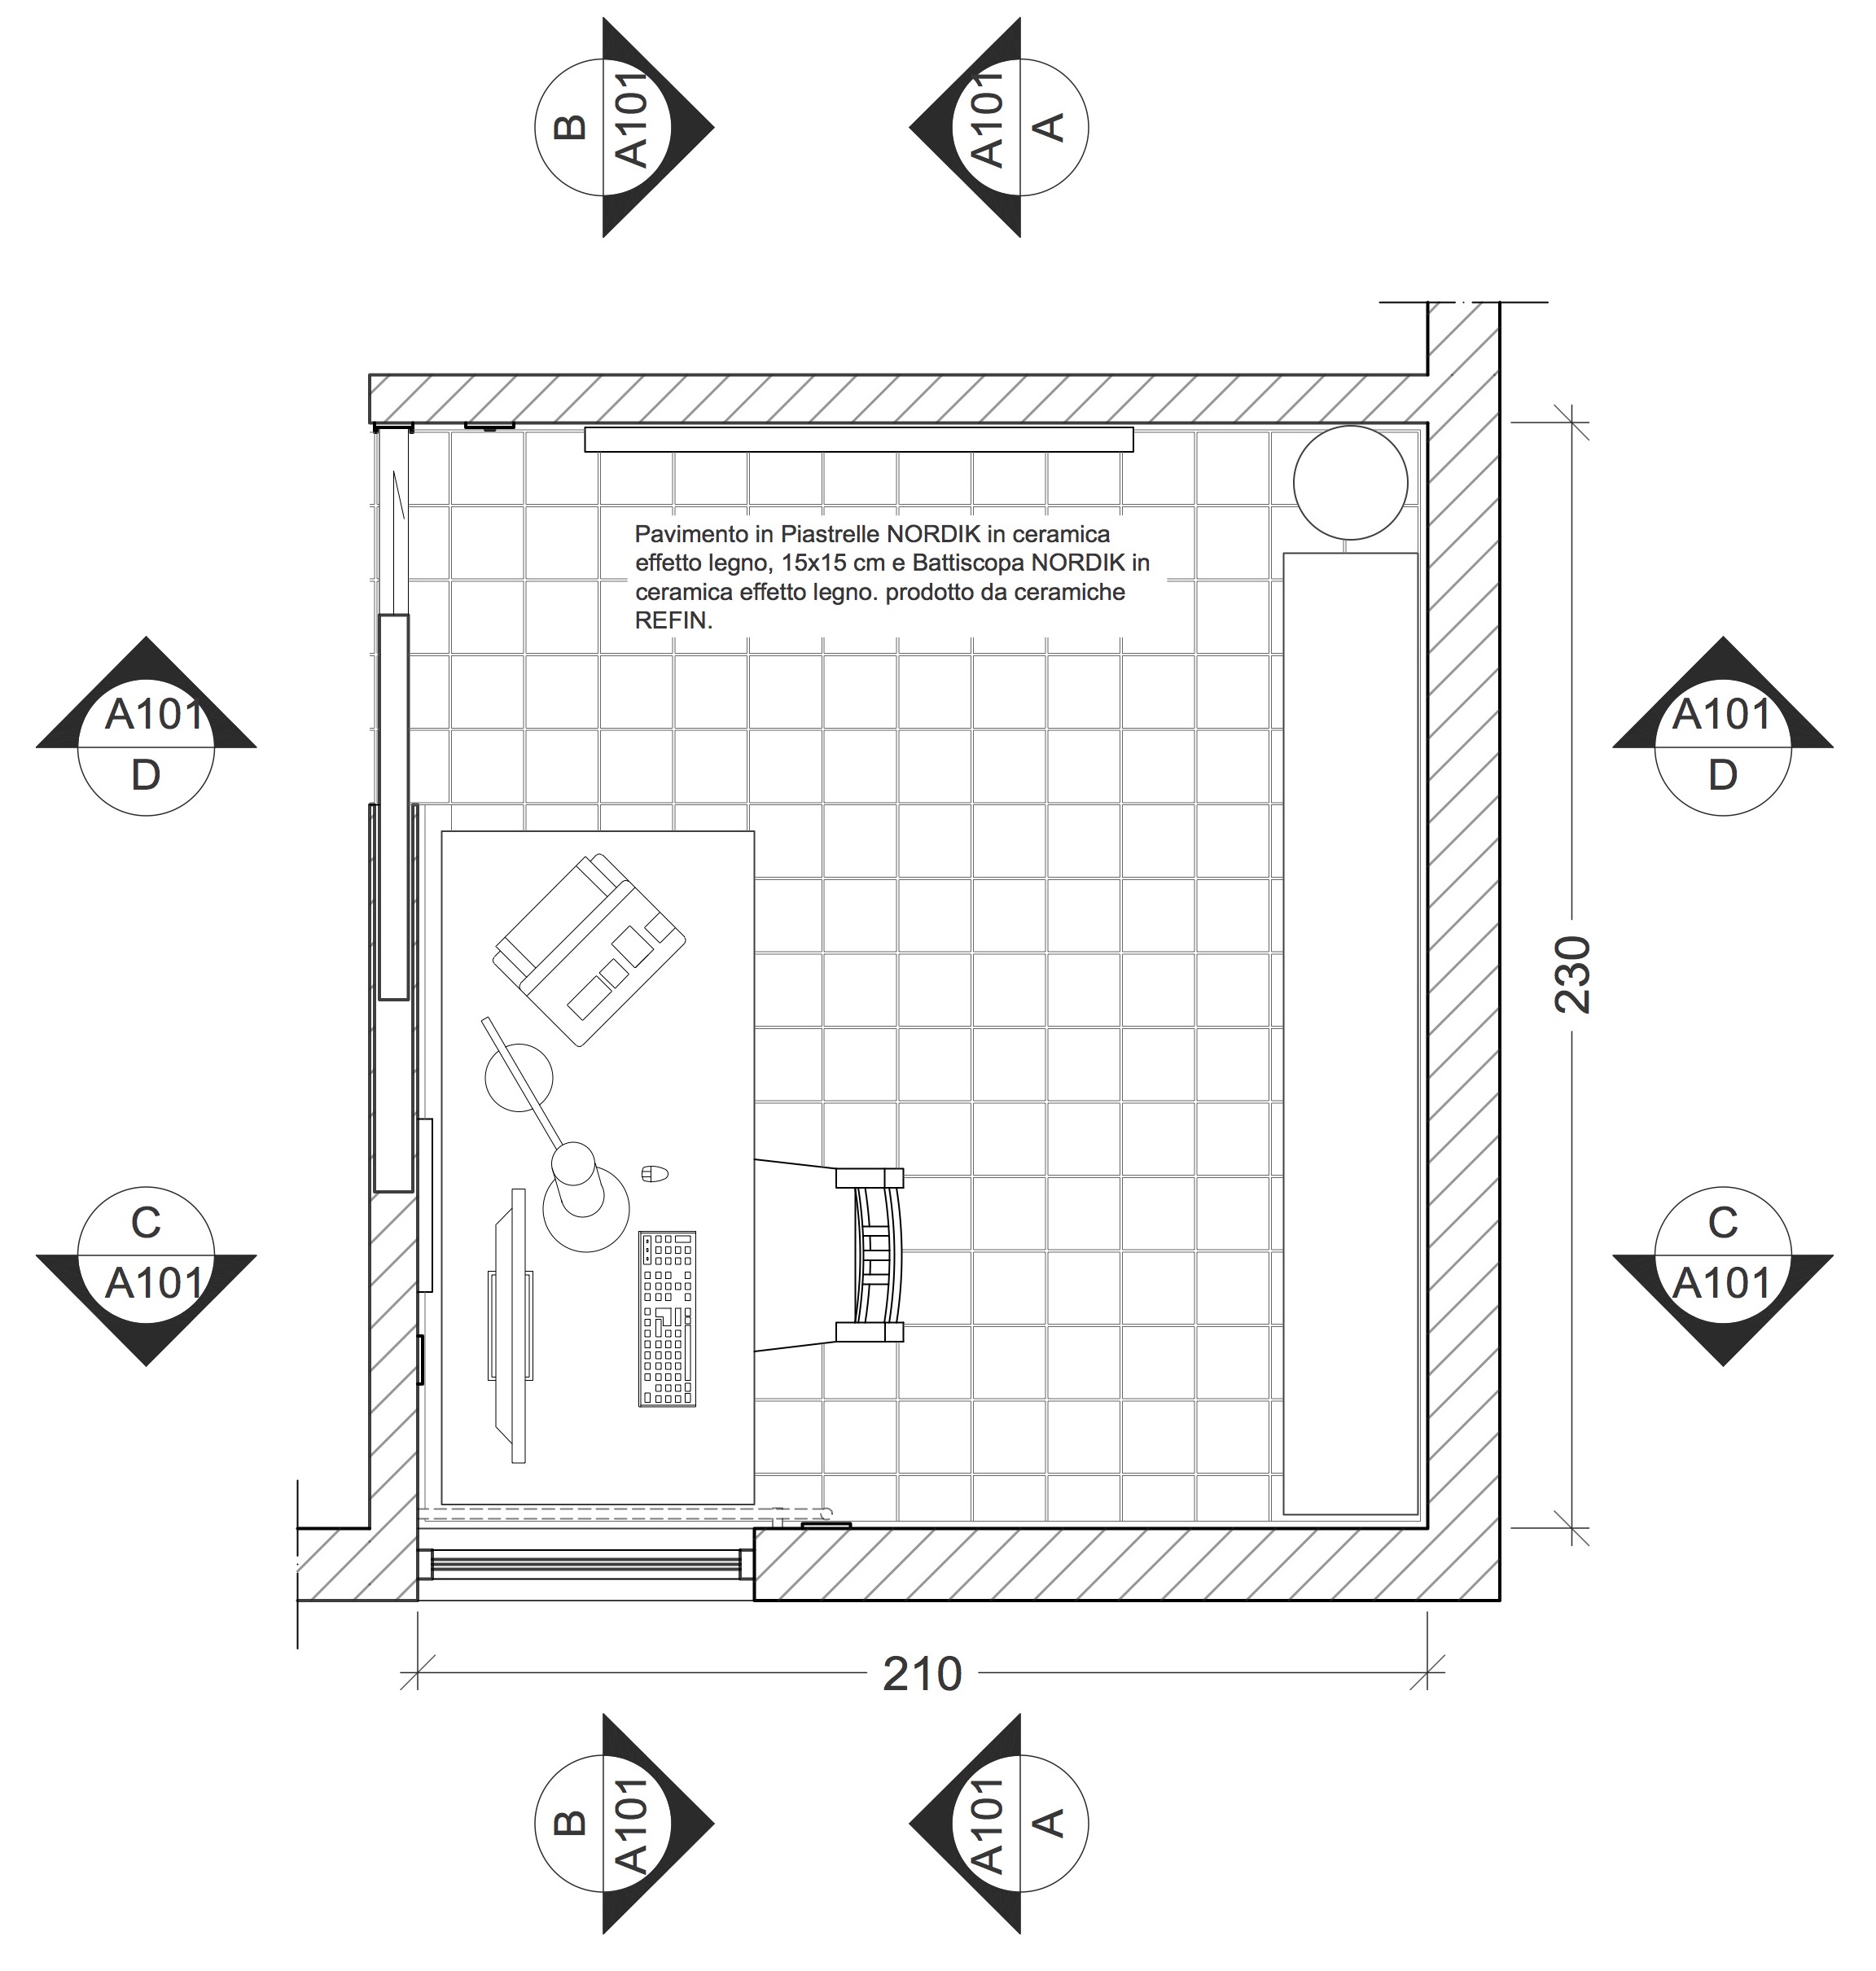 B
A101
A101
A
Pavimento in Piastrelle NORDIK in ceramica
effetto legno, 15x15 cm e Battiscopa NORDIK in
ceramica effetto legno. prodotto da ceramiche
REFIN.
A101
D
A101
D
230
C
A101
C
A101
210
B
A101
A101
A